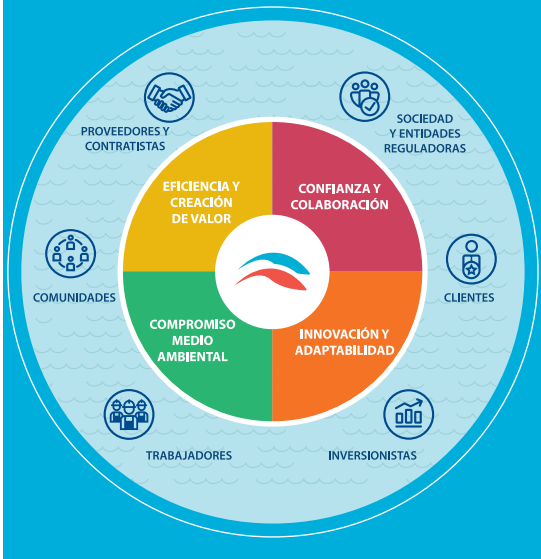 PROVEEDORES Y
CONTRATISTAS
SOCIEDAD
Y ENTIDADES
REGULADORAS
EFICIENCIA Y
CREACIÓN
DE VALOR
CONFIANZA Y
COLABORACIÓN
COMUNIDADES
CLIENTES
COMPROMISO
MEDIO
AMBIENTAL
INNOVACIÓN Y
ADAPTABILIDAD
TRABAJADORES
INVERSIONISTAS